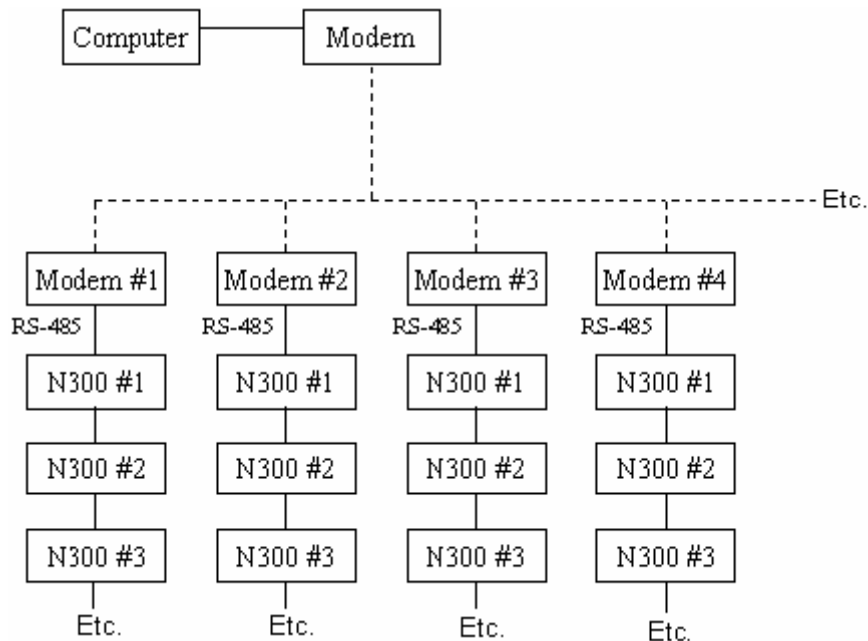 Computer Modem
Etc.
Modem #1 Modem #2 Modem #3 Modem #4
RS-485 RS-485 RS-485 RS-485
N300 #1 N300 #1 N300 #1 N300 #1
N300 #2 N300 #2 N300 #2 N300 #2
N300 #3 N300 #3 N300 #3 N300 #3
Etc. Etc. Etc. Etc.